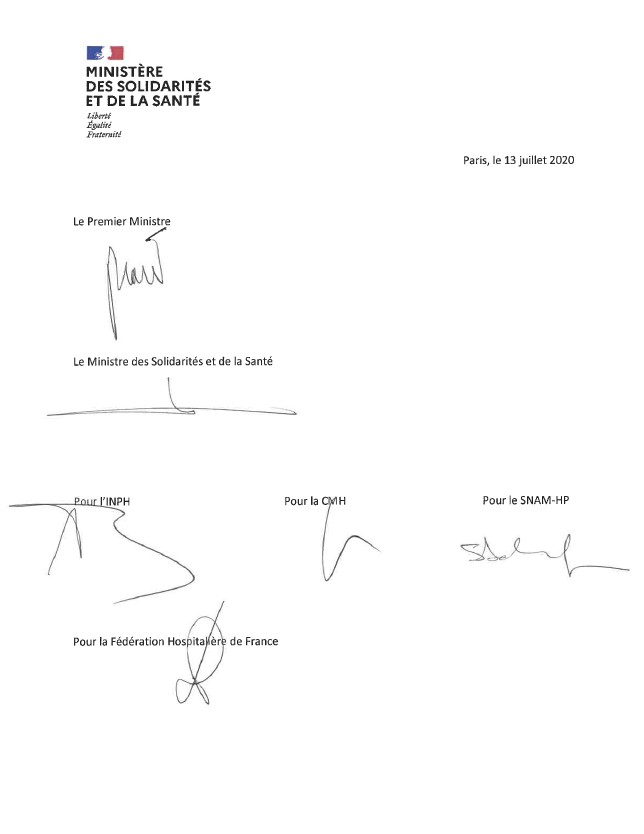 MINISTÈRE
DES SOLIDARITÉS
ET DE LA SANTÉ
Liberté
Égalité
Fraternité
Paris, le 13 juillet 2020
Le Premier Ministre
Le Ministre des Solidarités et de la Santé
Pour l'INPH
Pour la CMH
Pour le SNAM-HP
Pour la Fédération Hospitalière de France